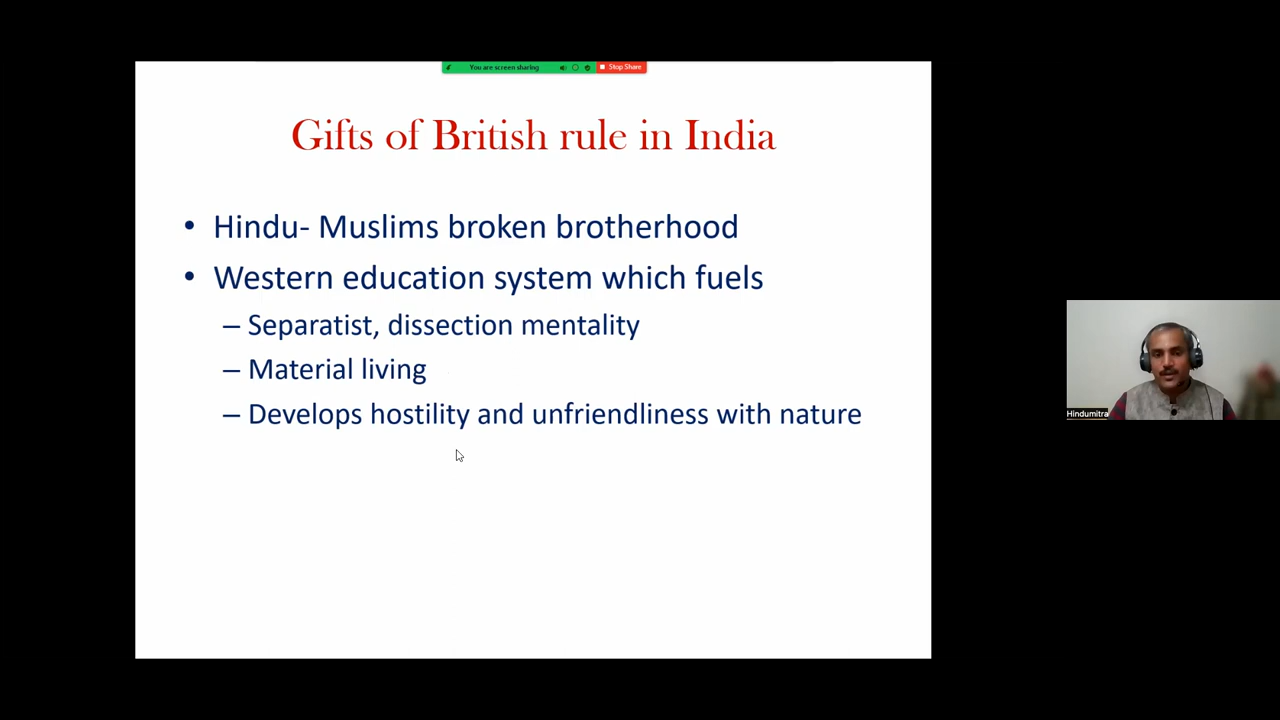 You are screen sharing
Stop Share
Gifts of British rule in India
• Hindu- Muslims broken brotherhood
• Western education system which fuels
– Separatist, dissection mentality
– Material living
– Develops hostility and unfriendliness with nature
Hindumitra